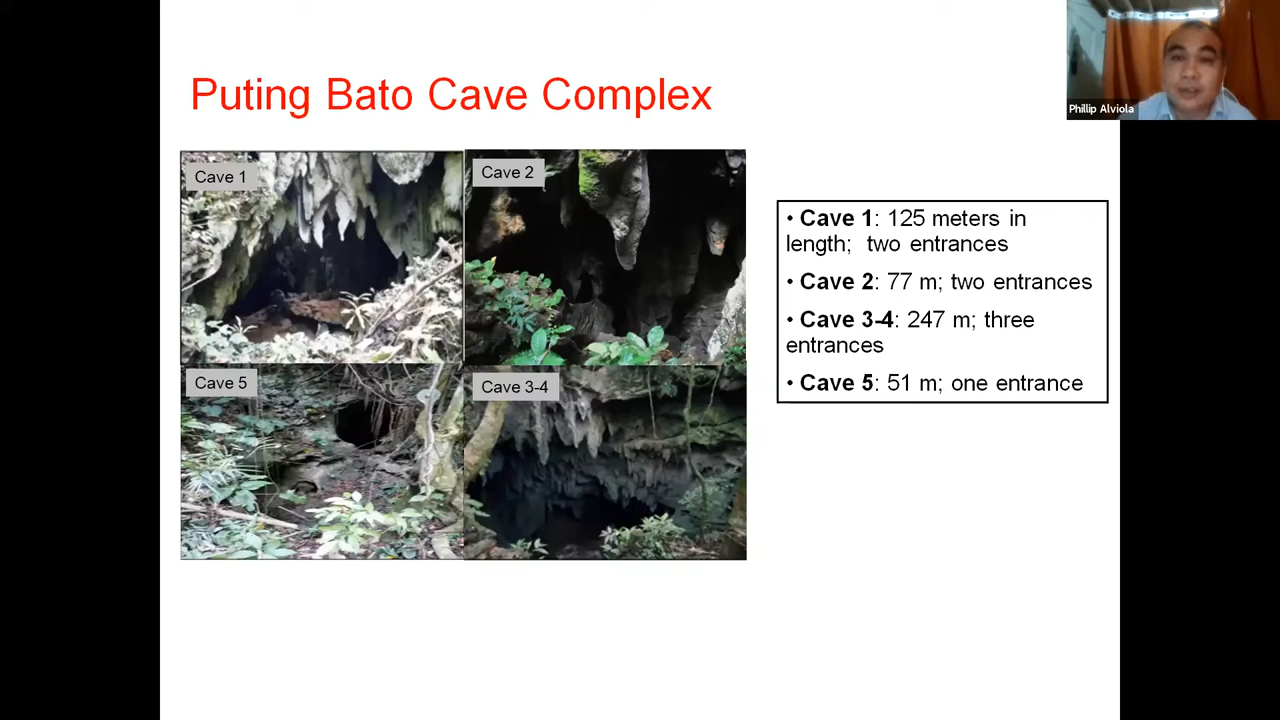 Puting Bato Cave Complex
Phillip Alviola
Cave 1
Cave 2
Cave 5
Cave 3-4
• Cave 1: 125 meters in
length; two entrances
• Cave 2: 77 m; two entrances
• Cave 3-4: 247 m; three
entrances
• Cave 5: 51 m; one entrance